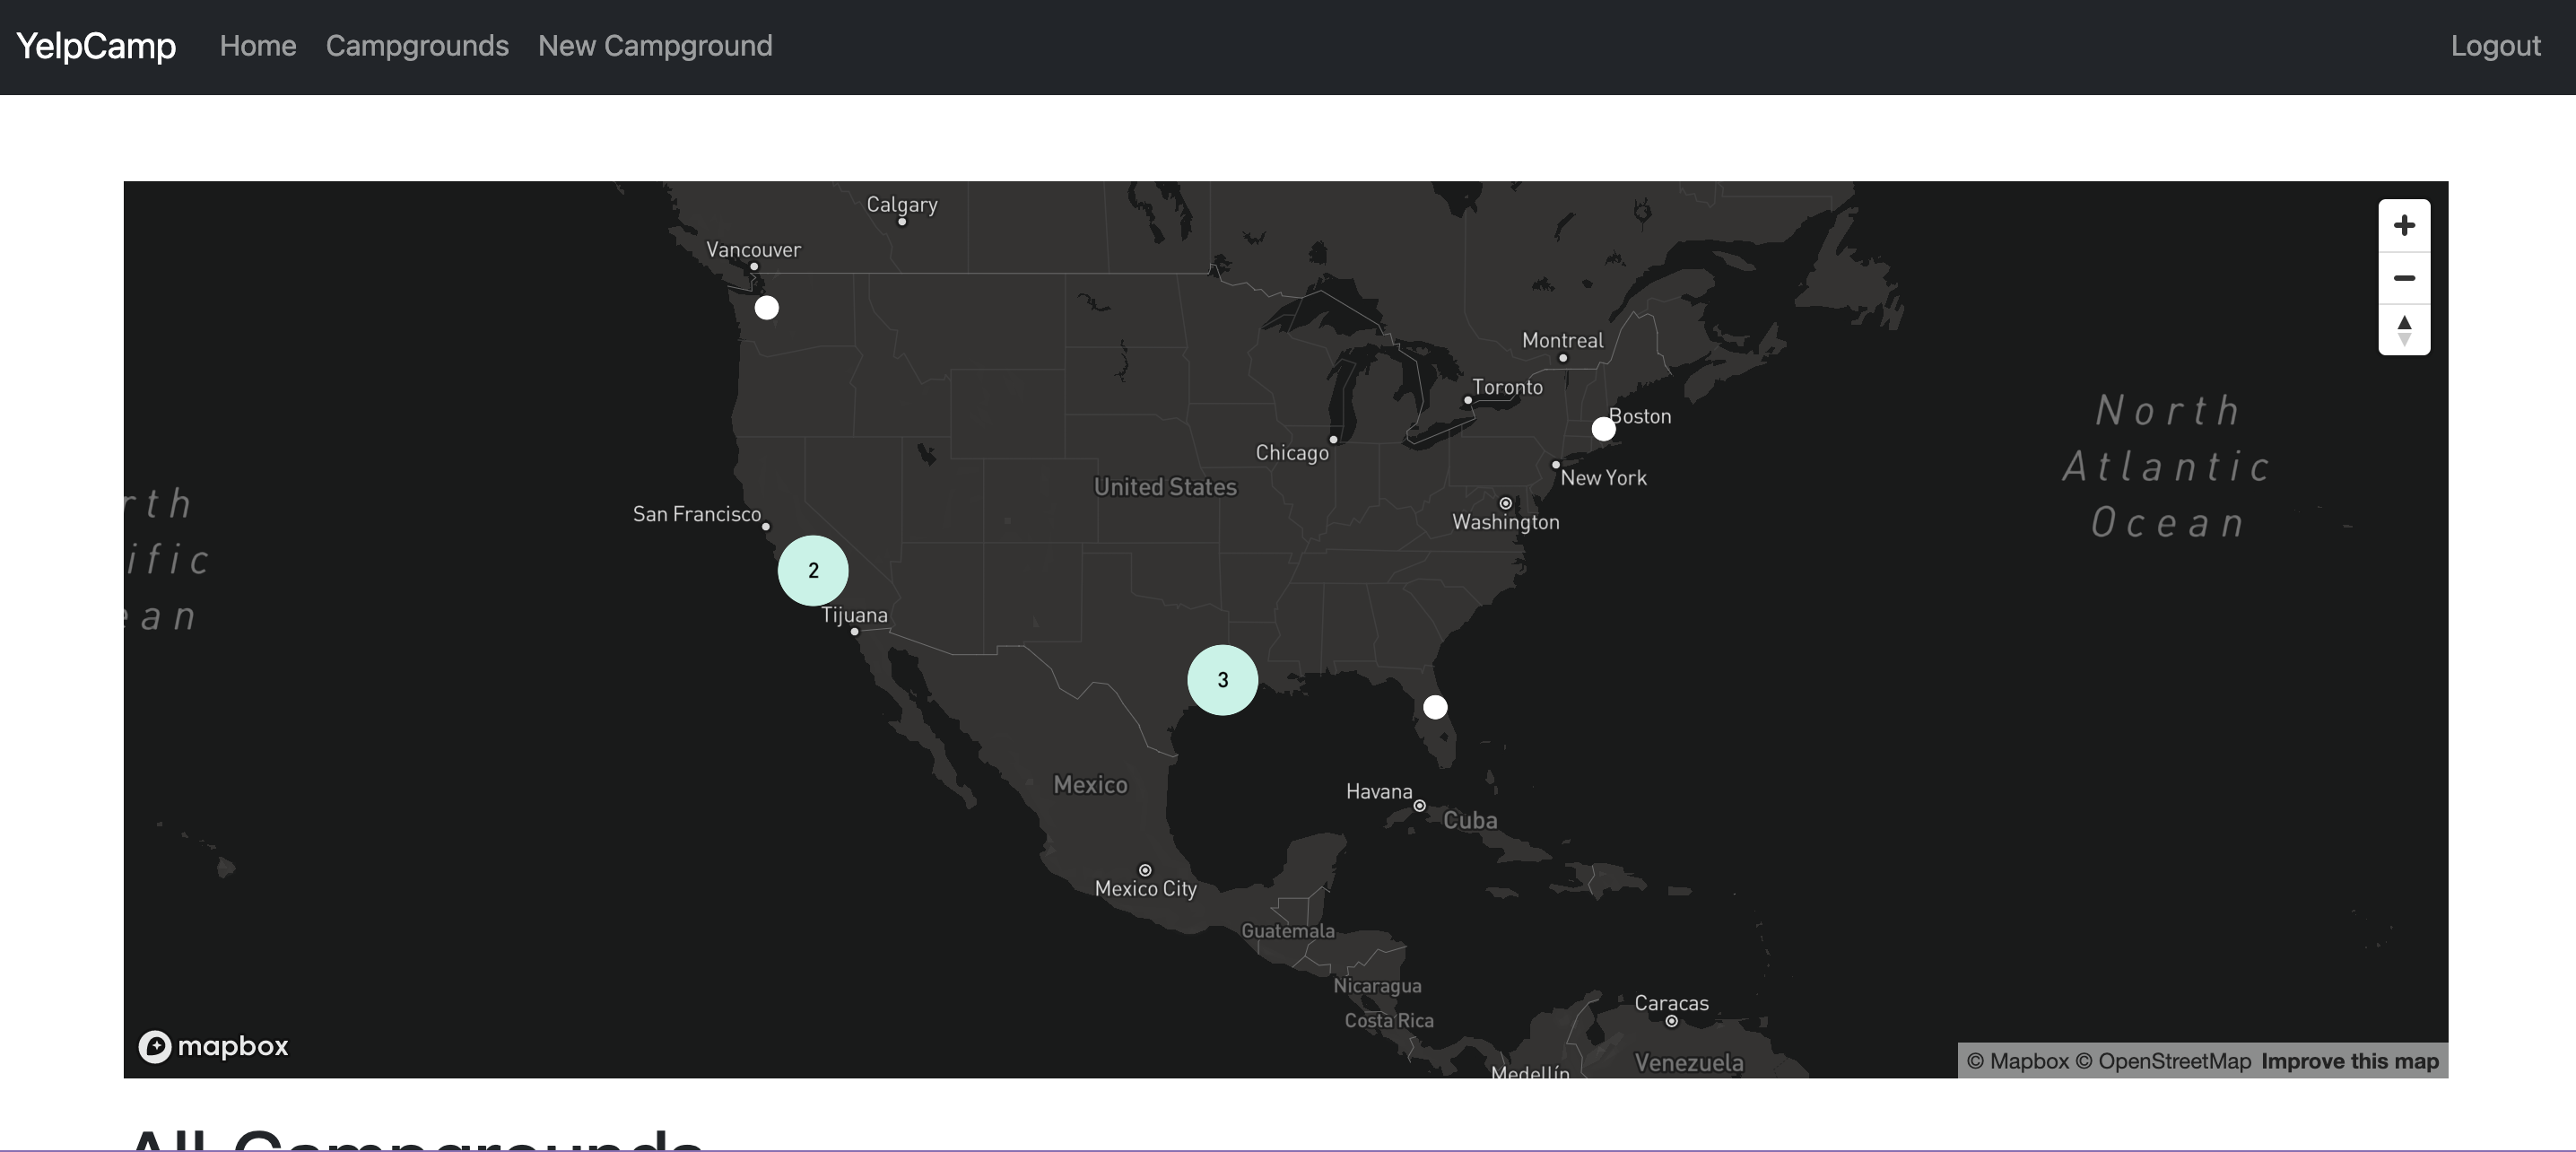 YelpCamp Home Campgrounds New Campground Logout
Calgary
Vancouver
Montreal
Toronto
Boston
Chicago
New York
United States
San Francisco
Washington
North
Atlantic
Ocean
rth
ific
ean
2
Tijuana
3
Mexico
Havana
Cuba
Mexico City
Guatemala
Nicaragua
Costa Rica
Caracas
Venezuela
Medellín
mapbox
© Mapbox © OpenStreetMap Improve this map
All Campgrounds